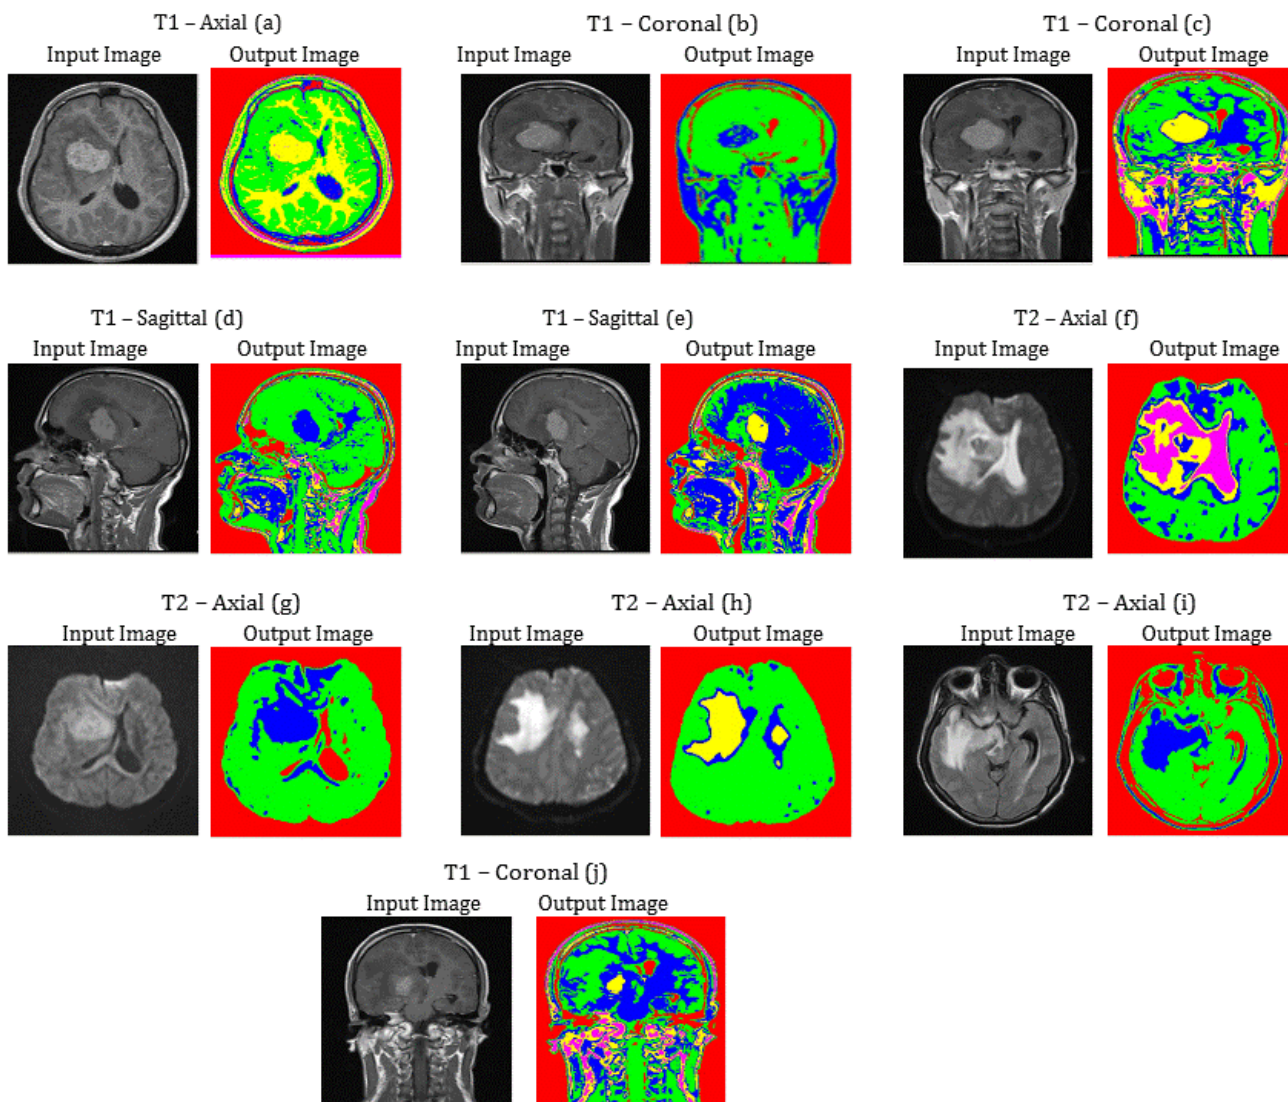 T1 – Axial (a)
Input Image Output Image
T1 – Coronal (b)
Input Image Output Image
T1 – Coronal (c)
Input Image Output Image
T1 – Sagittal (d)
Input Image Output Image
T1 – Sagittal (e)
Input Image Output Image
T2 – Axial (f)
Input Image Output Image
T2 – Axial (g)
Input Image Output Image
T2 – Axial (h)
Input Image Output Image
T2 – Axial (i)
Input Image Output Image
T1 – Coronal (j)
Input Image Output Image